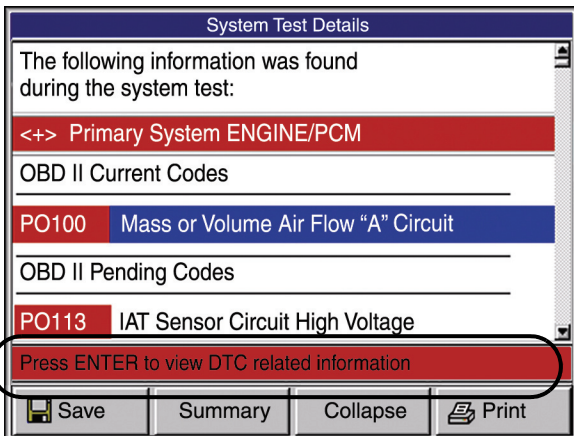 System Test Details
The following information was found
during the system test:
<+> Primary System ENGINE/PCM
OBD II Current Codes
PO100 Mass or Volume Air Flow “A” Circuit
OBD II Pending Codes
PO113 IAT Sensor Circuit High Voltage
Press ENTER to view DTC related information
Save Summary Collapse Print